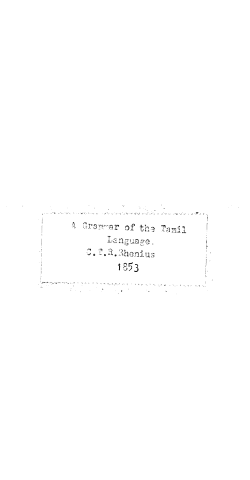 A Grammar of the Tamil
Language.
C.T.E.Rhenius
1853